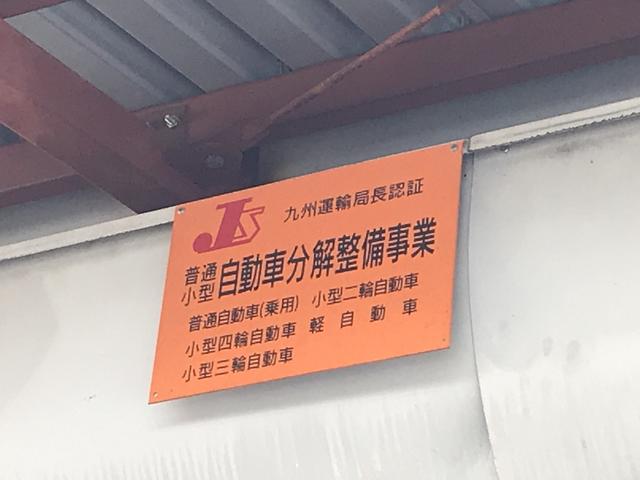 JS 九州運輸局長認証
普通
小型 自動車分解整備事業
普通自動車(乗用) 小型二輪自動車
小型四輪自動車 軽自動車
小型三輪自動車